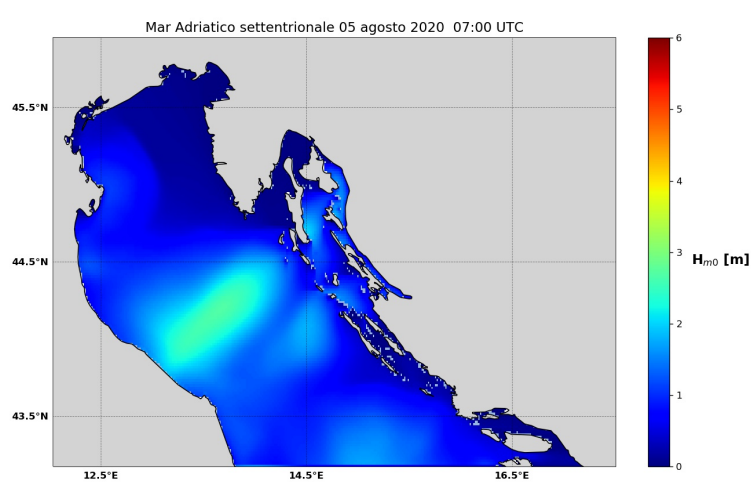 Mar Adriatico settentrionale 05 agosto 2020 07:00 UTC
6
45.5°N
5
4
44.5°N
3
H_m0 [m]
2
1
43.5°N
0
12.5°E 14.5°E 16.5°E